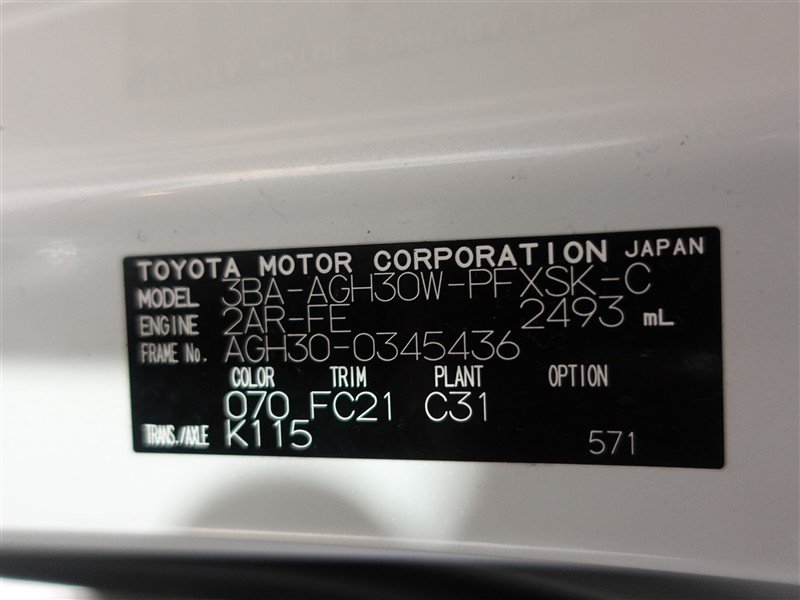 TOYOTA MOTOR CORPORATION JAPAN
MODEL 3BA-AGH30W-PFXSK-C
ENGINE 2AR-FE 2493 mL
FRAME No. AGH30-0345436
COLOR TRIM PLANT OPTION
070 FC21 C31
TRANS./AXLE K115 571